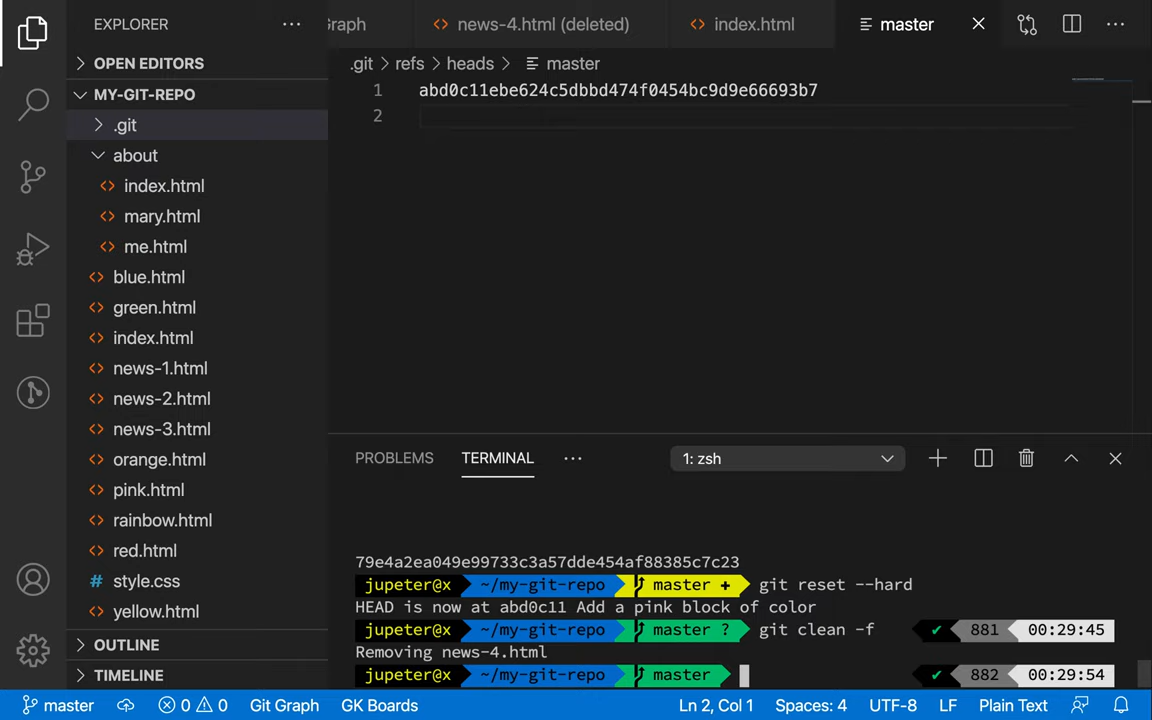 EXPLORER
Graph
news-4.html (deleted)
index.html
master
OPEN EDITORS
MY-GIT-REPO
.git
about
index.html
mary.html
me.html
blue.html
green.html
index.html
news-1.html
news-2.html
news-3.html
orange.html
pink.html
rainbow.html
red.html
style.css
yellow.html
OUTLINE
TIMELINE
.git refs heads master
1 abd0c11ebe624c5dbbd474f0454bc9d9e66693b7
2
PROBLEMS TERMINAL 1: zsh
79e4a2ea049e99733c3a57dde454af88385c7c23
jupeter@x ~/my-git-repo master + git reset --hard
HEAD is now at abd0c11 Add a pink block of color
jupeter@x ~/my-git-repo master ? git clean -f ✔ 881 00:29:45
Removing news-4.html
jupeter@x ~/my-git-repo master ✔ 882 00:29:54
master 0 0 Git Graph GK Boards Ln 2, Col 1 Spaces: 4 UTF-8 LF Plain Text